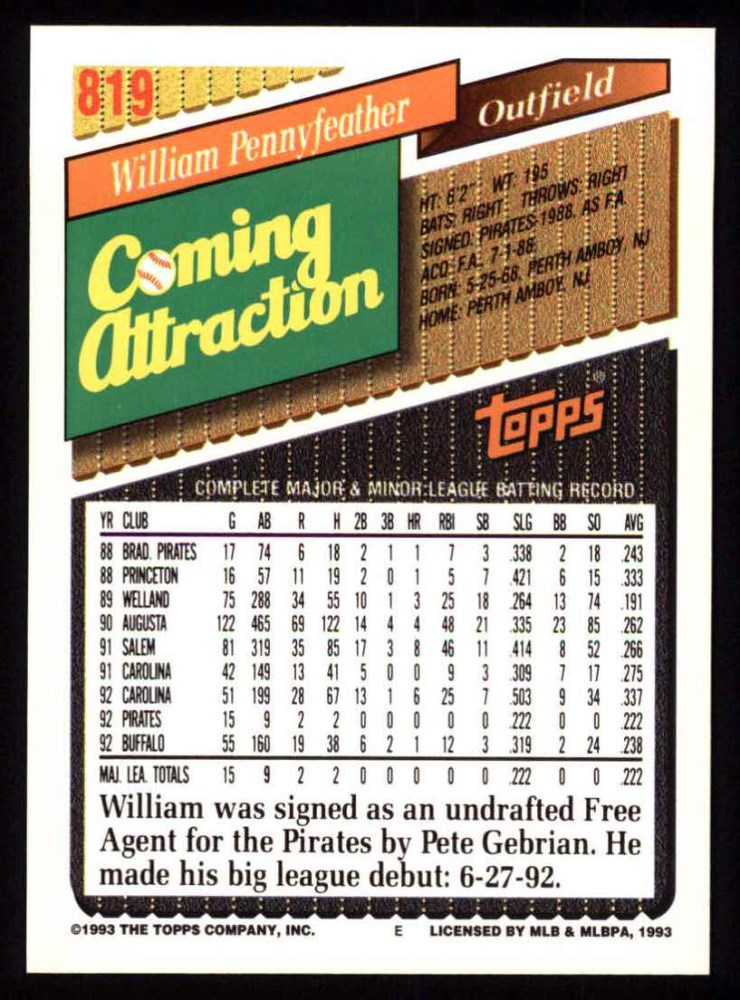 819
William Pennyfeather
Outfield
Coming
Attraction
HT: 6'2" WT: 195
BATS: RIGHT THROWS: RIGHT
SIGNED: PIRATES-1988, AS F.A.
ACQ: F.A., 7-1-88
BORN: 5-25-68, PERTH AMBOY, NJ
HOME: PERTH AMBOY, NJ
TOPPS®
COMPLETE MAJOR & MINOR LEAGUE BATTING RECORD
YR CLUB G AB R H 2B 3B HR RBI SB SLG BB SO AVG
88 BRAD. PIRATES 17 74 6 18 2 1 1 7 3 .338 2 18 .243
88 PRINCETON 16 57 11 19 2 0 1 5 7 .421 6 15 .333
89 WELLAND 75 288 34 55 10 1 3 25 18 .264 13 74 .191
90 AUGUSTA 122 465 69 122 14 4 4 48 21 .335 23 85 .262
91 SALEM 81 319 35 85 17 3 8 46 11 .414 8 52 .266
91 CAROLINA 42 149 13 41 5 0 0 9 3 .309 7 17 .275
92 CAROLINA 51 199 28 67 13 1 6 25 7 .503 9 34 .337
92 PIRATES 15 9 2 2 0 0 0 0 0 .222 0 0 .222
92 BUFFALO 55 160 19 38 6 2 1 12 3 .319 2 24 .238
MAJ. LEA. TOTALS 15 9 2 2 0 0 0 0 0 .222 0 0 .222
William was signed as an undrafted Free
Agent for the Pirates by Pete Gebrian. He
made his big league debut: 6-27-92.
©1993 THE TOPPS COMPANY, INC. E LICENSED BY MLB & MLBPA, 1993